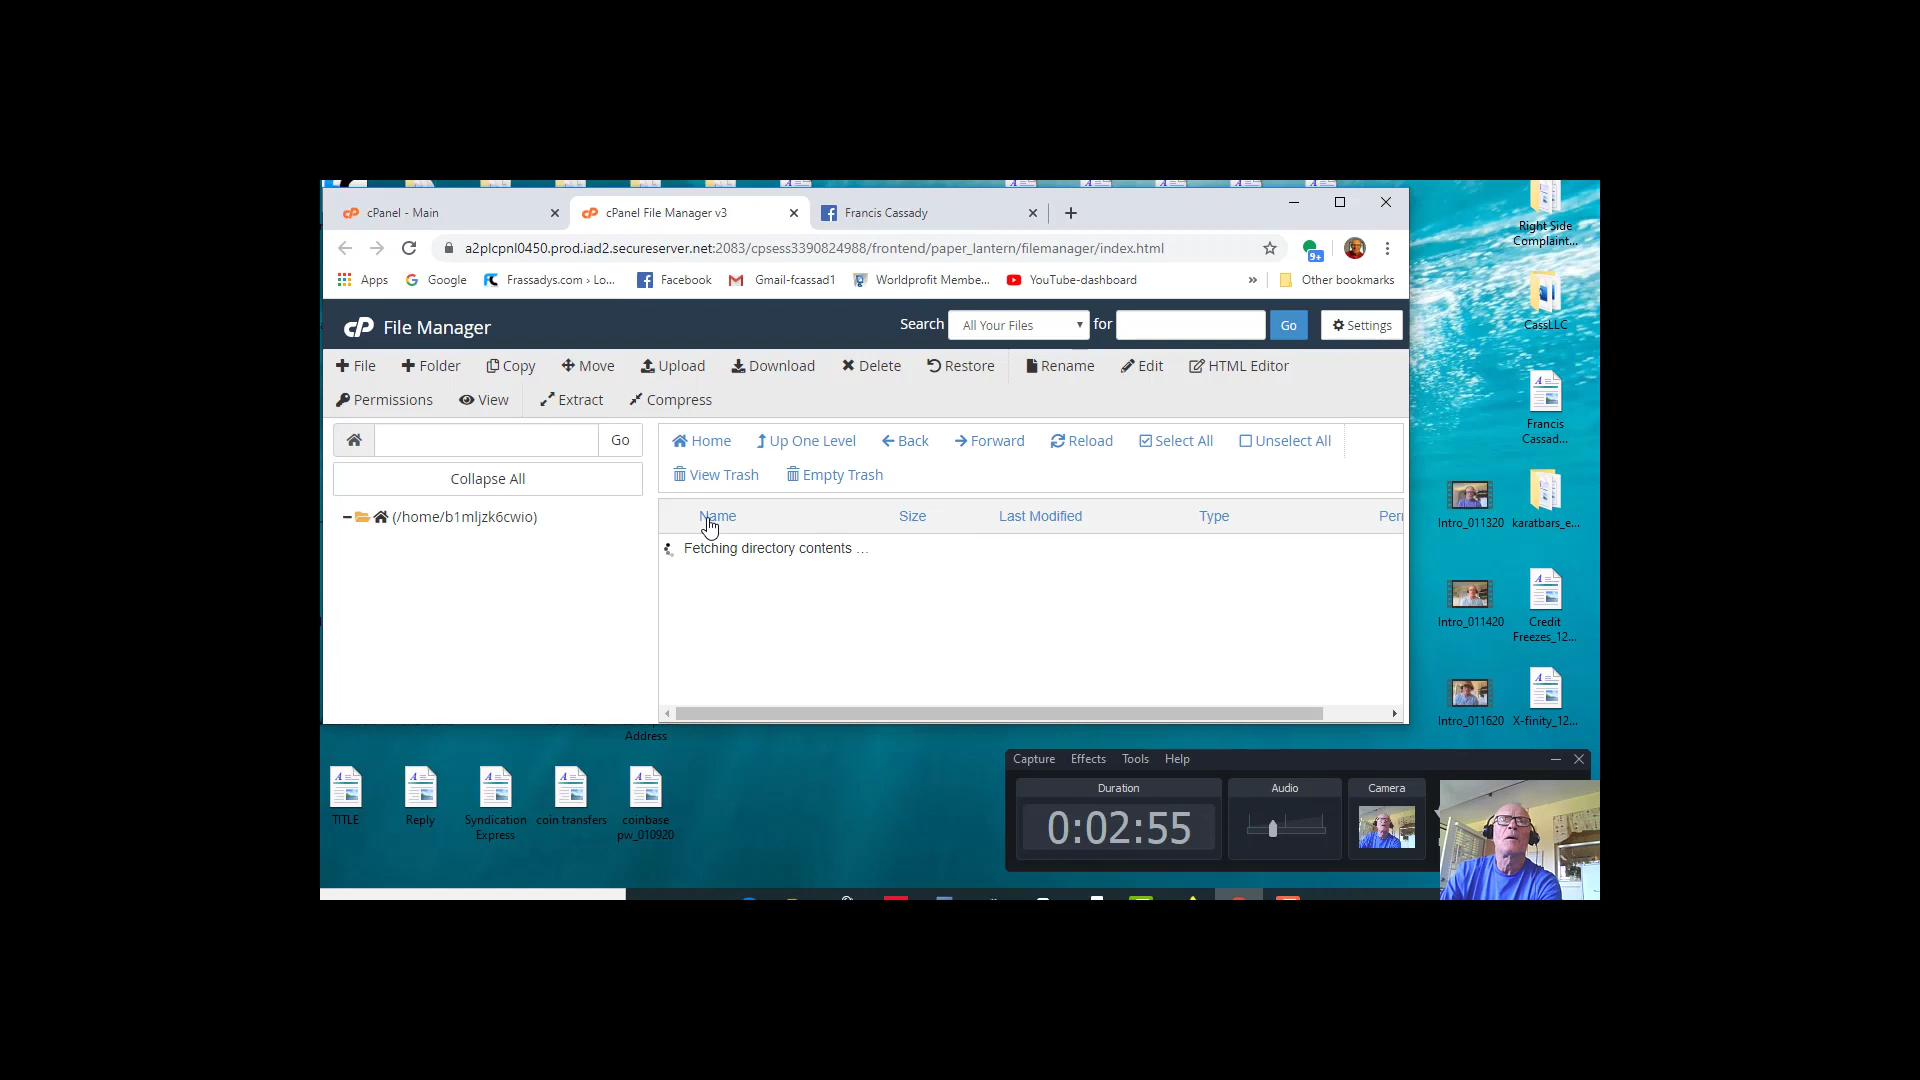 cPanel - Main
cPanel File Manager v3
Francis Cassady
a2plcpnl0450.prod.iad2.secureserver.net:2083/cpsess3390824988/frontend/paper_lantern/filemanager/index.html
9+
Apps
Google
Frassadys.com › Lo...
Facebook
Gmail-fcassad1
Worldprofit Membe...
YouTube-dashboard
»
Other bookmarks
cP File Manager
Search
All Your Files
for
Go
Settings
File
Folder
Copy
Move
Upload
Download
Delete
Restore
Rename
Edit
HTML Editor
Permissions
View
Extract
Compress
Go
Collapse All
(/home/b1mljzk6cwio)
Home
Up One Level
Back
Forward
Reload
Select All
Unselect All
View Trash
Empty Trash
Name
Size
Last Modified
Type
Peri
Fetching directory contents ...
Right Side
Complaint...
CassLLC
Francis
Cassad...
Intro_011320
karatbars_e...
Intro_011420
Credit
Freezes_12...
Intro_011620
X-finity_12...
Address
TITLE
Reply
Syndication
Express
coin transfers
coinbase
pw_010920
Capture
Effects
Tools
Help
Duration
0:02:55
Audio
Camera